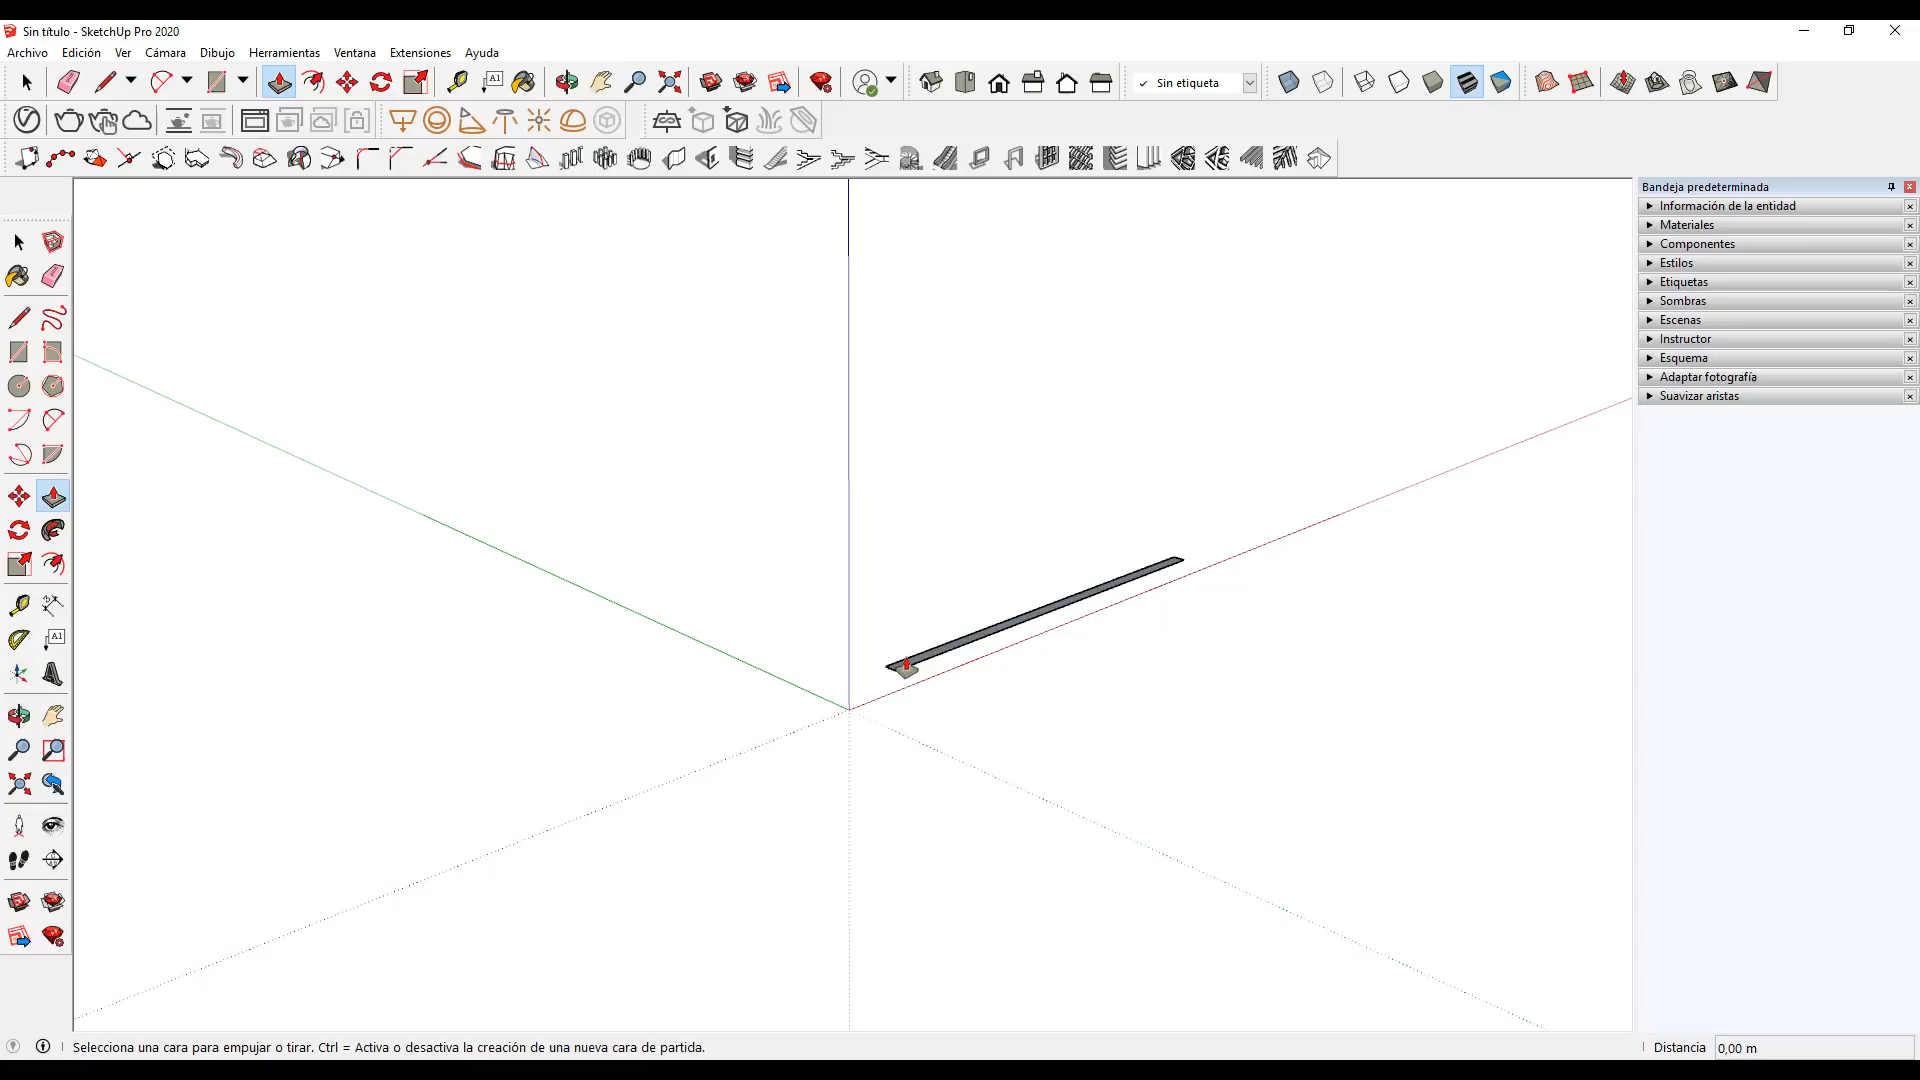 Sin título - SketchUp Pro 2020
Archivo Edición Ver Cámara Dibujo Herramientas Ventana Extensiones Ayuda
A1
Sin etiqueta
Bandeja predeterminada
Información de la entidad
Materiales
Componentes
Estilos
Etiquetas
Sombras
Escenas
Instructor
Esquema
Adaptar fotografía
Suavizar aristas
A1
Selecciona una cara para empujar o tirar. Ctrl = Activa o desactiva la creación de una nueva cara de partida.
Distancia 0,00 m